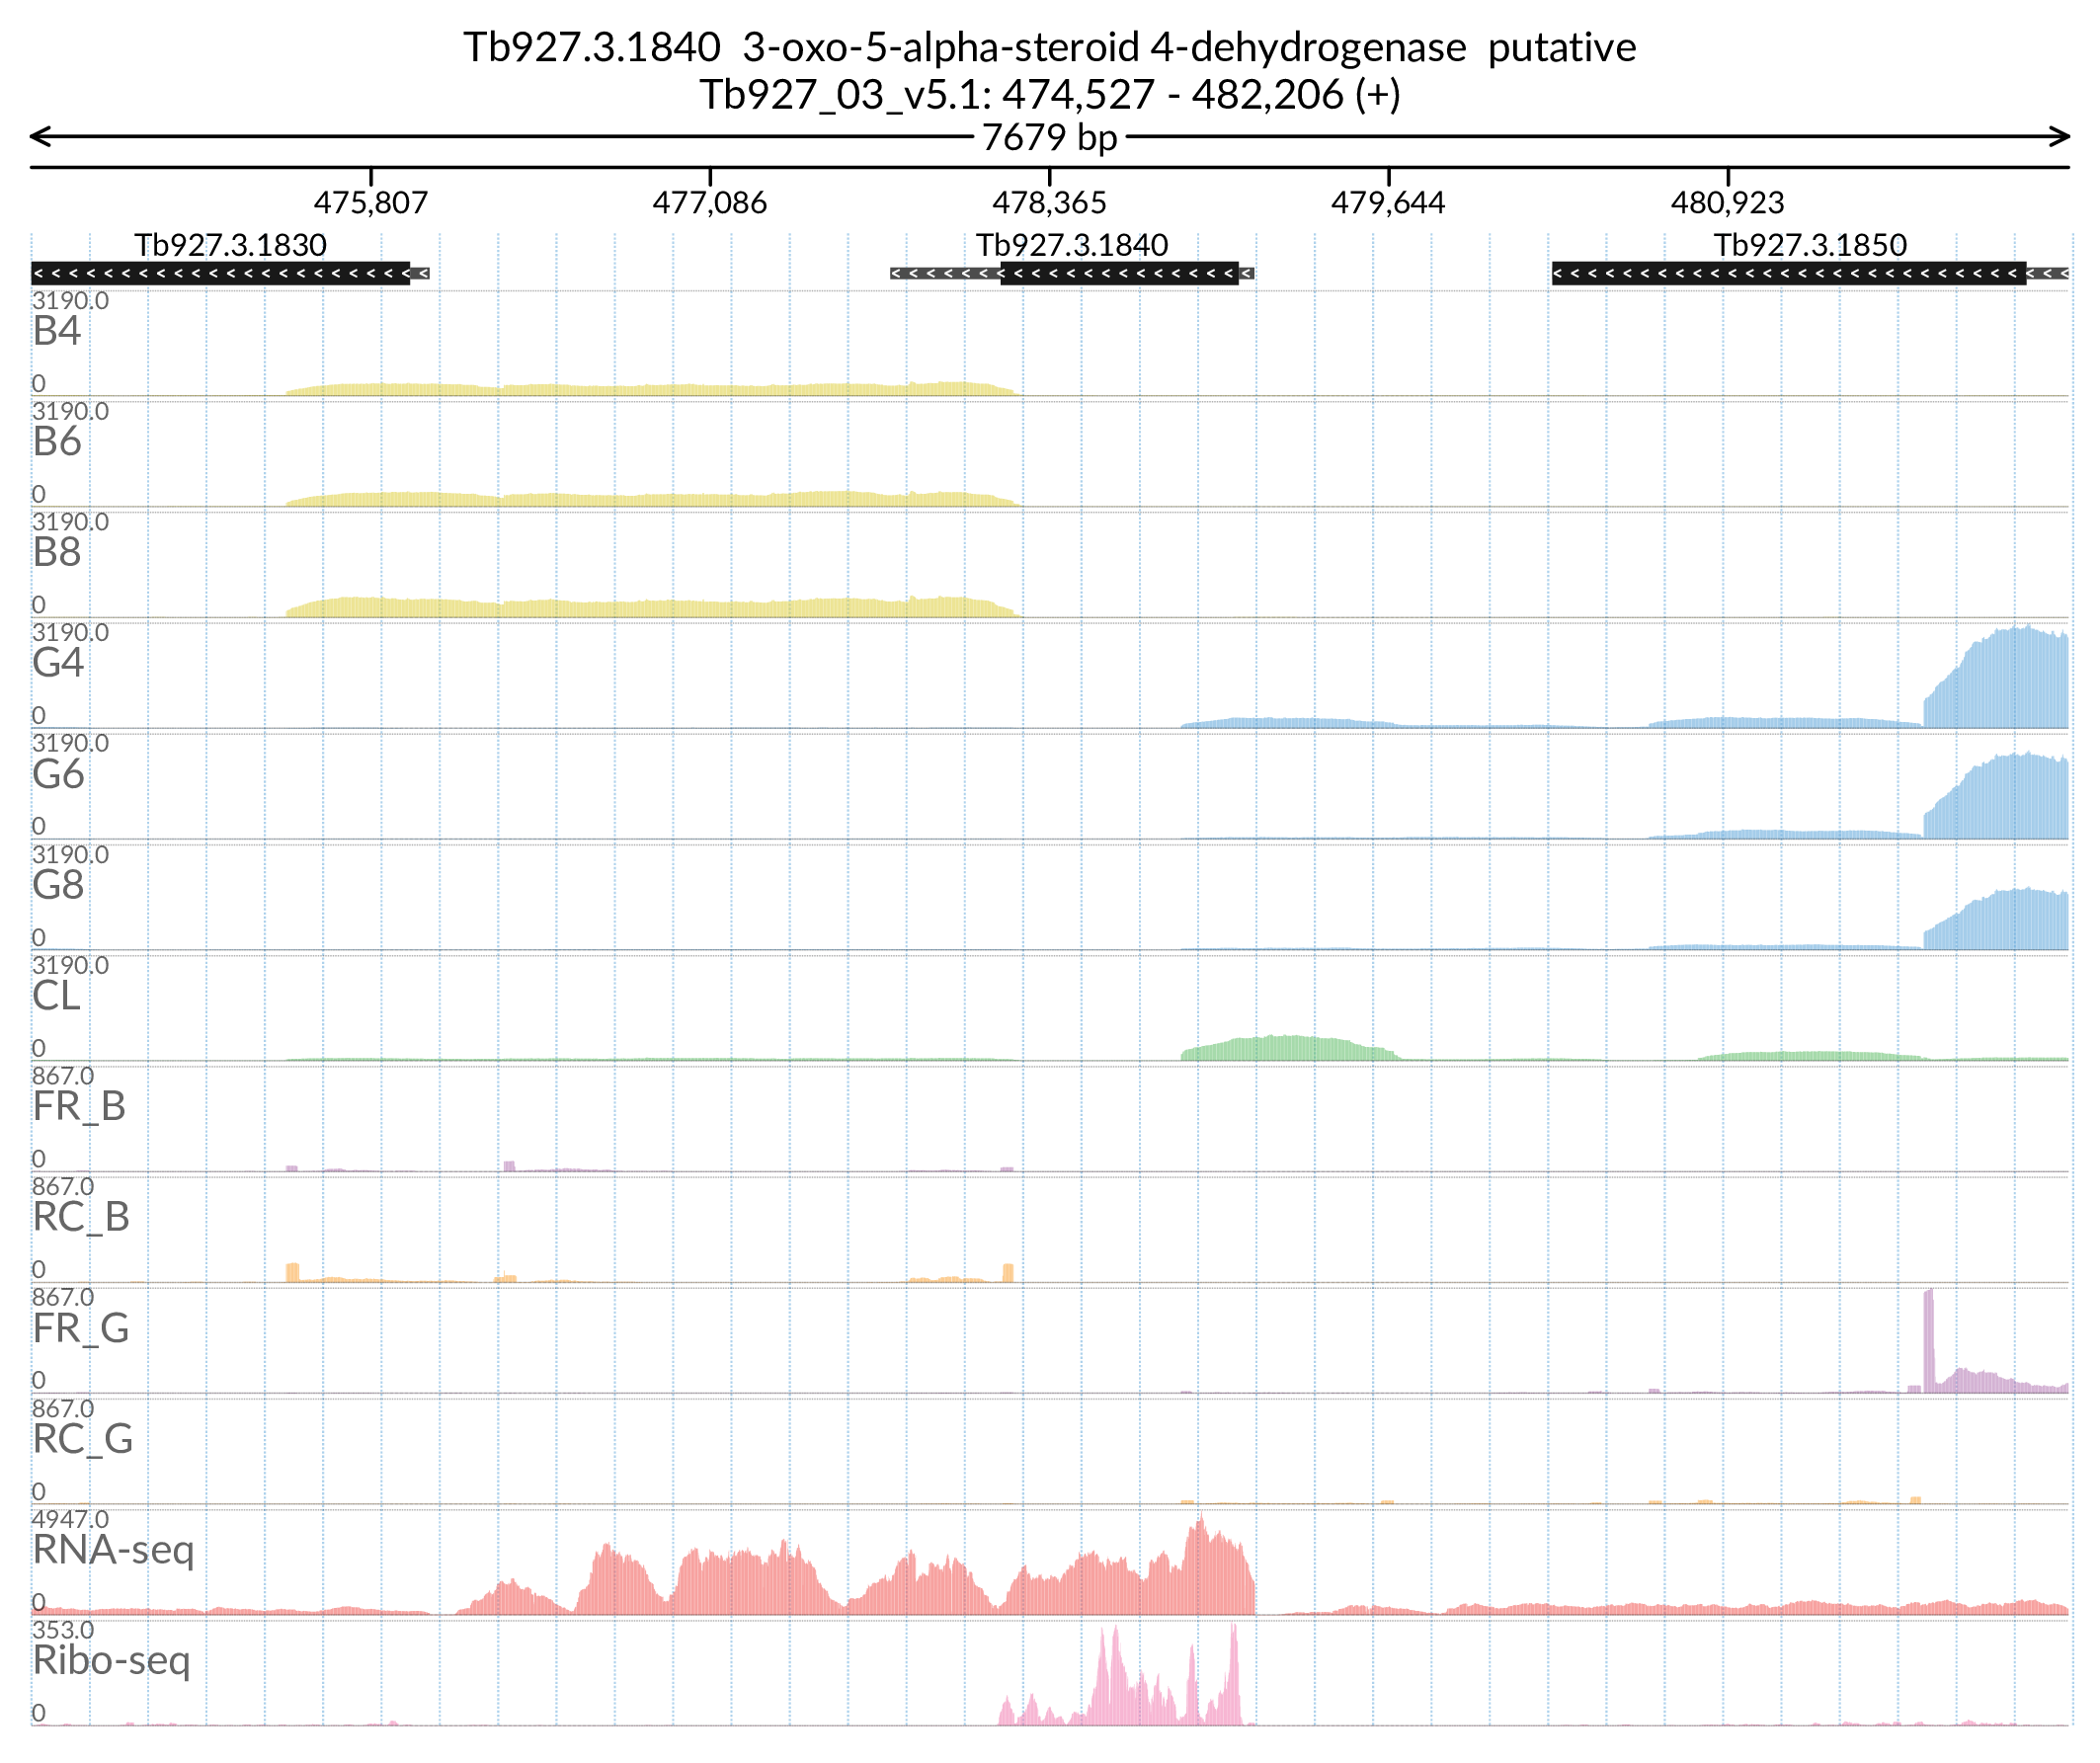 Tb927.3.1840  3-oxo-5-alpha-steroid 4-dehydrogenase  putative
Tb927_03_v5.1: 474,527 - 482,206 (+)
7679 bp
475,807 477,086 478,365 479,644 480,923
Tb927.3.1830 Tb927.3.1840 Tb927.3.1850
3190.0
B4
0
3190.0
B6
0
3190.0
B8
0
3190.0
G4
0
3190.0
G6
0
3190.0
G8
0
3190.0
CL
0
867.0
FR_B
0
867.0
RC_B
0
867.0
FR_G
0
867.0
RC_G
0
4947.0
RNA-seq
0
353.0
Ribo-seq
0